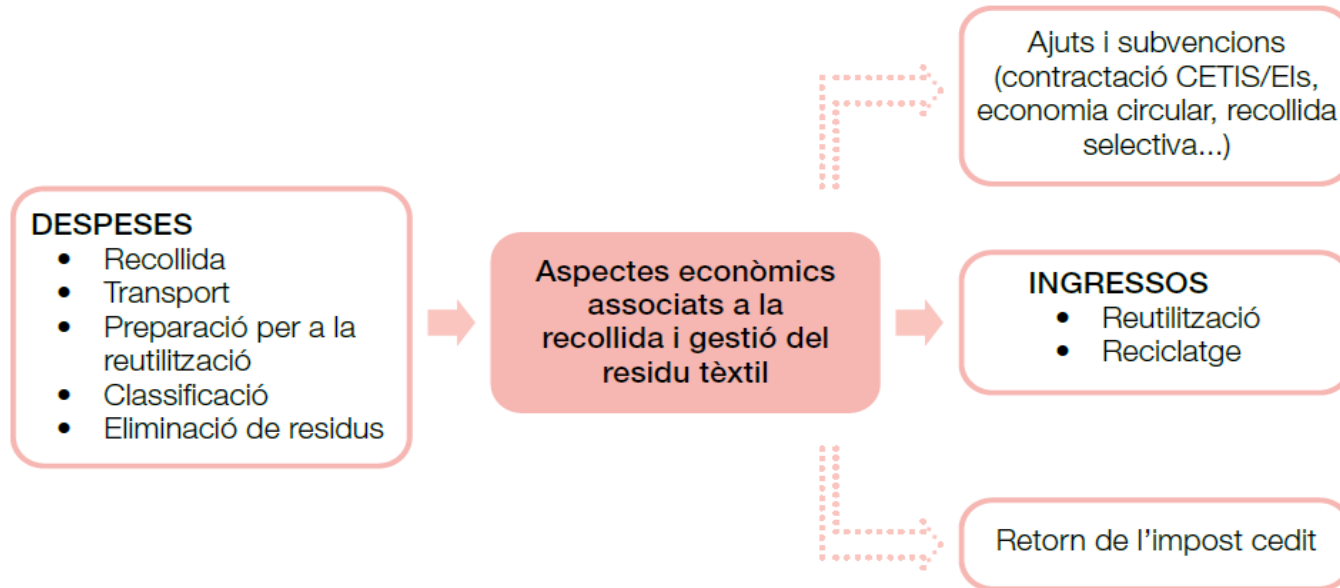 DESPESES
• Recollida
• Transport
• Preparació per a la
reutilització
• Classificació
• Eliminació de residus
Aspectes econòmics
associats a la
recollida i gestió del
residu tèxtil
Ajuts i subvencions
(contractació CETIS/EIs,
economia circular, recollida
selectiva...)
INGRESSOS
• Reutilització
• Reciclatge
Retorn de l’impost cedit